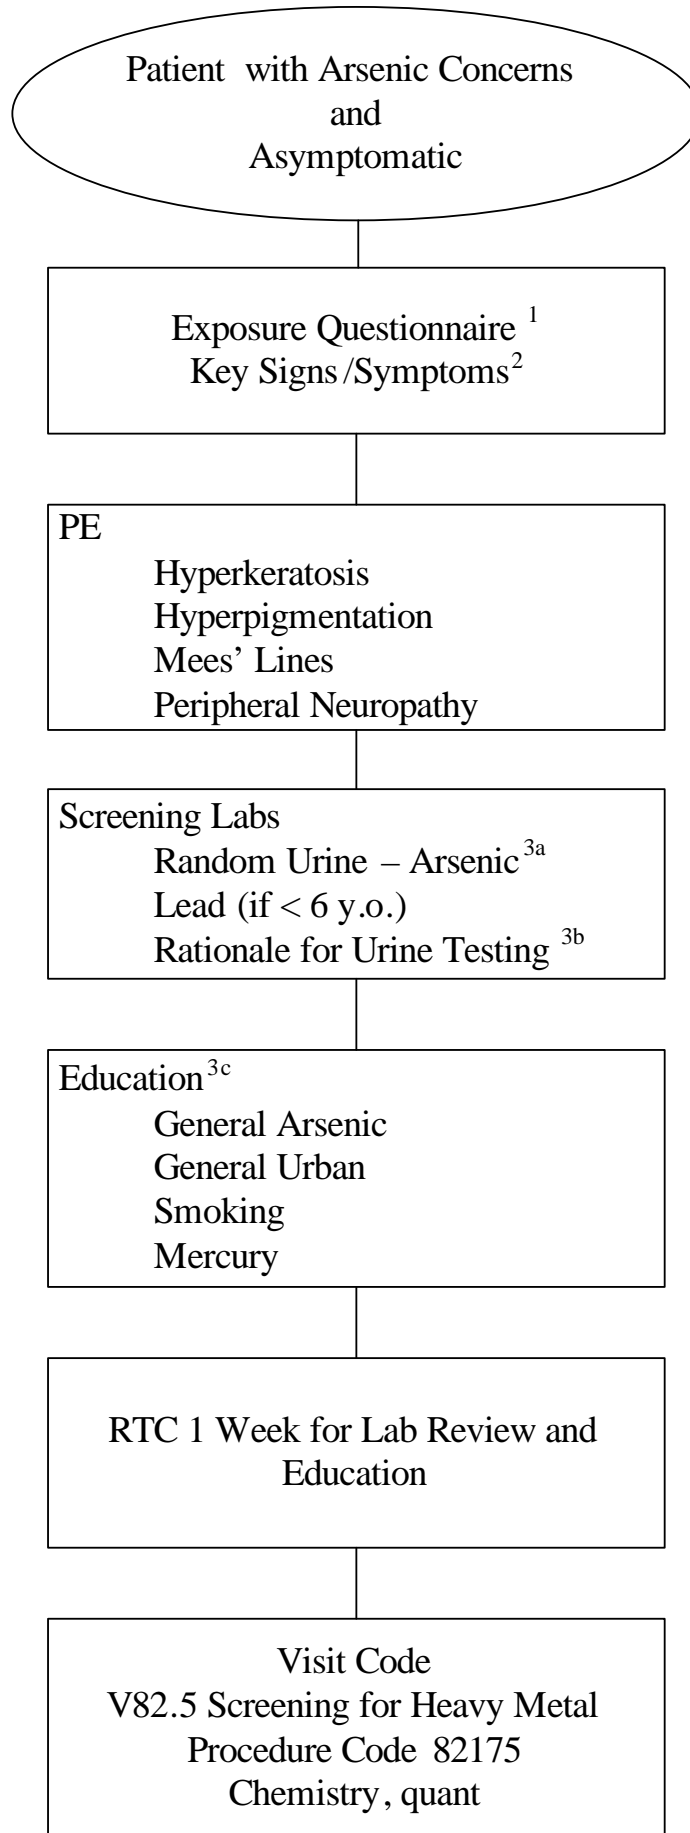 Patient with Arsenic Concerns
and
Asymptomatic
Exposure Questionnaire 1
Key Signs/Symptoms2
PE
Hyperkeratosis
Hyperpigmentation
Mees’ Lines
Peripheral Neuropathy
Screening Labs
Random Urine – Arsenic 3a
Lead (if < 6 y.o.)
Rationale for Urine Testing 3b
Education 3c
General Arsenic
General Urban
Smoking
Mercury
RTC 1 Week for Lab Review and
Education
Visit Code
V82.5 Screening for Heavy Metal
Procedure Code 82175
Chemistry, quant